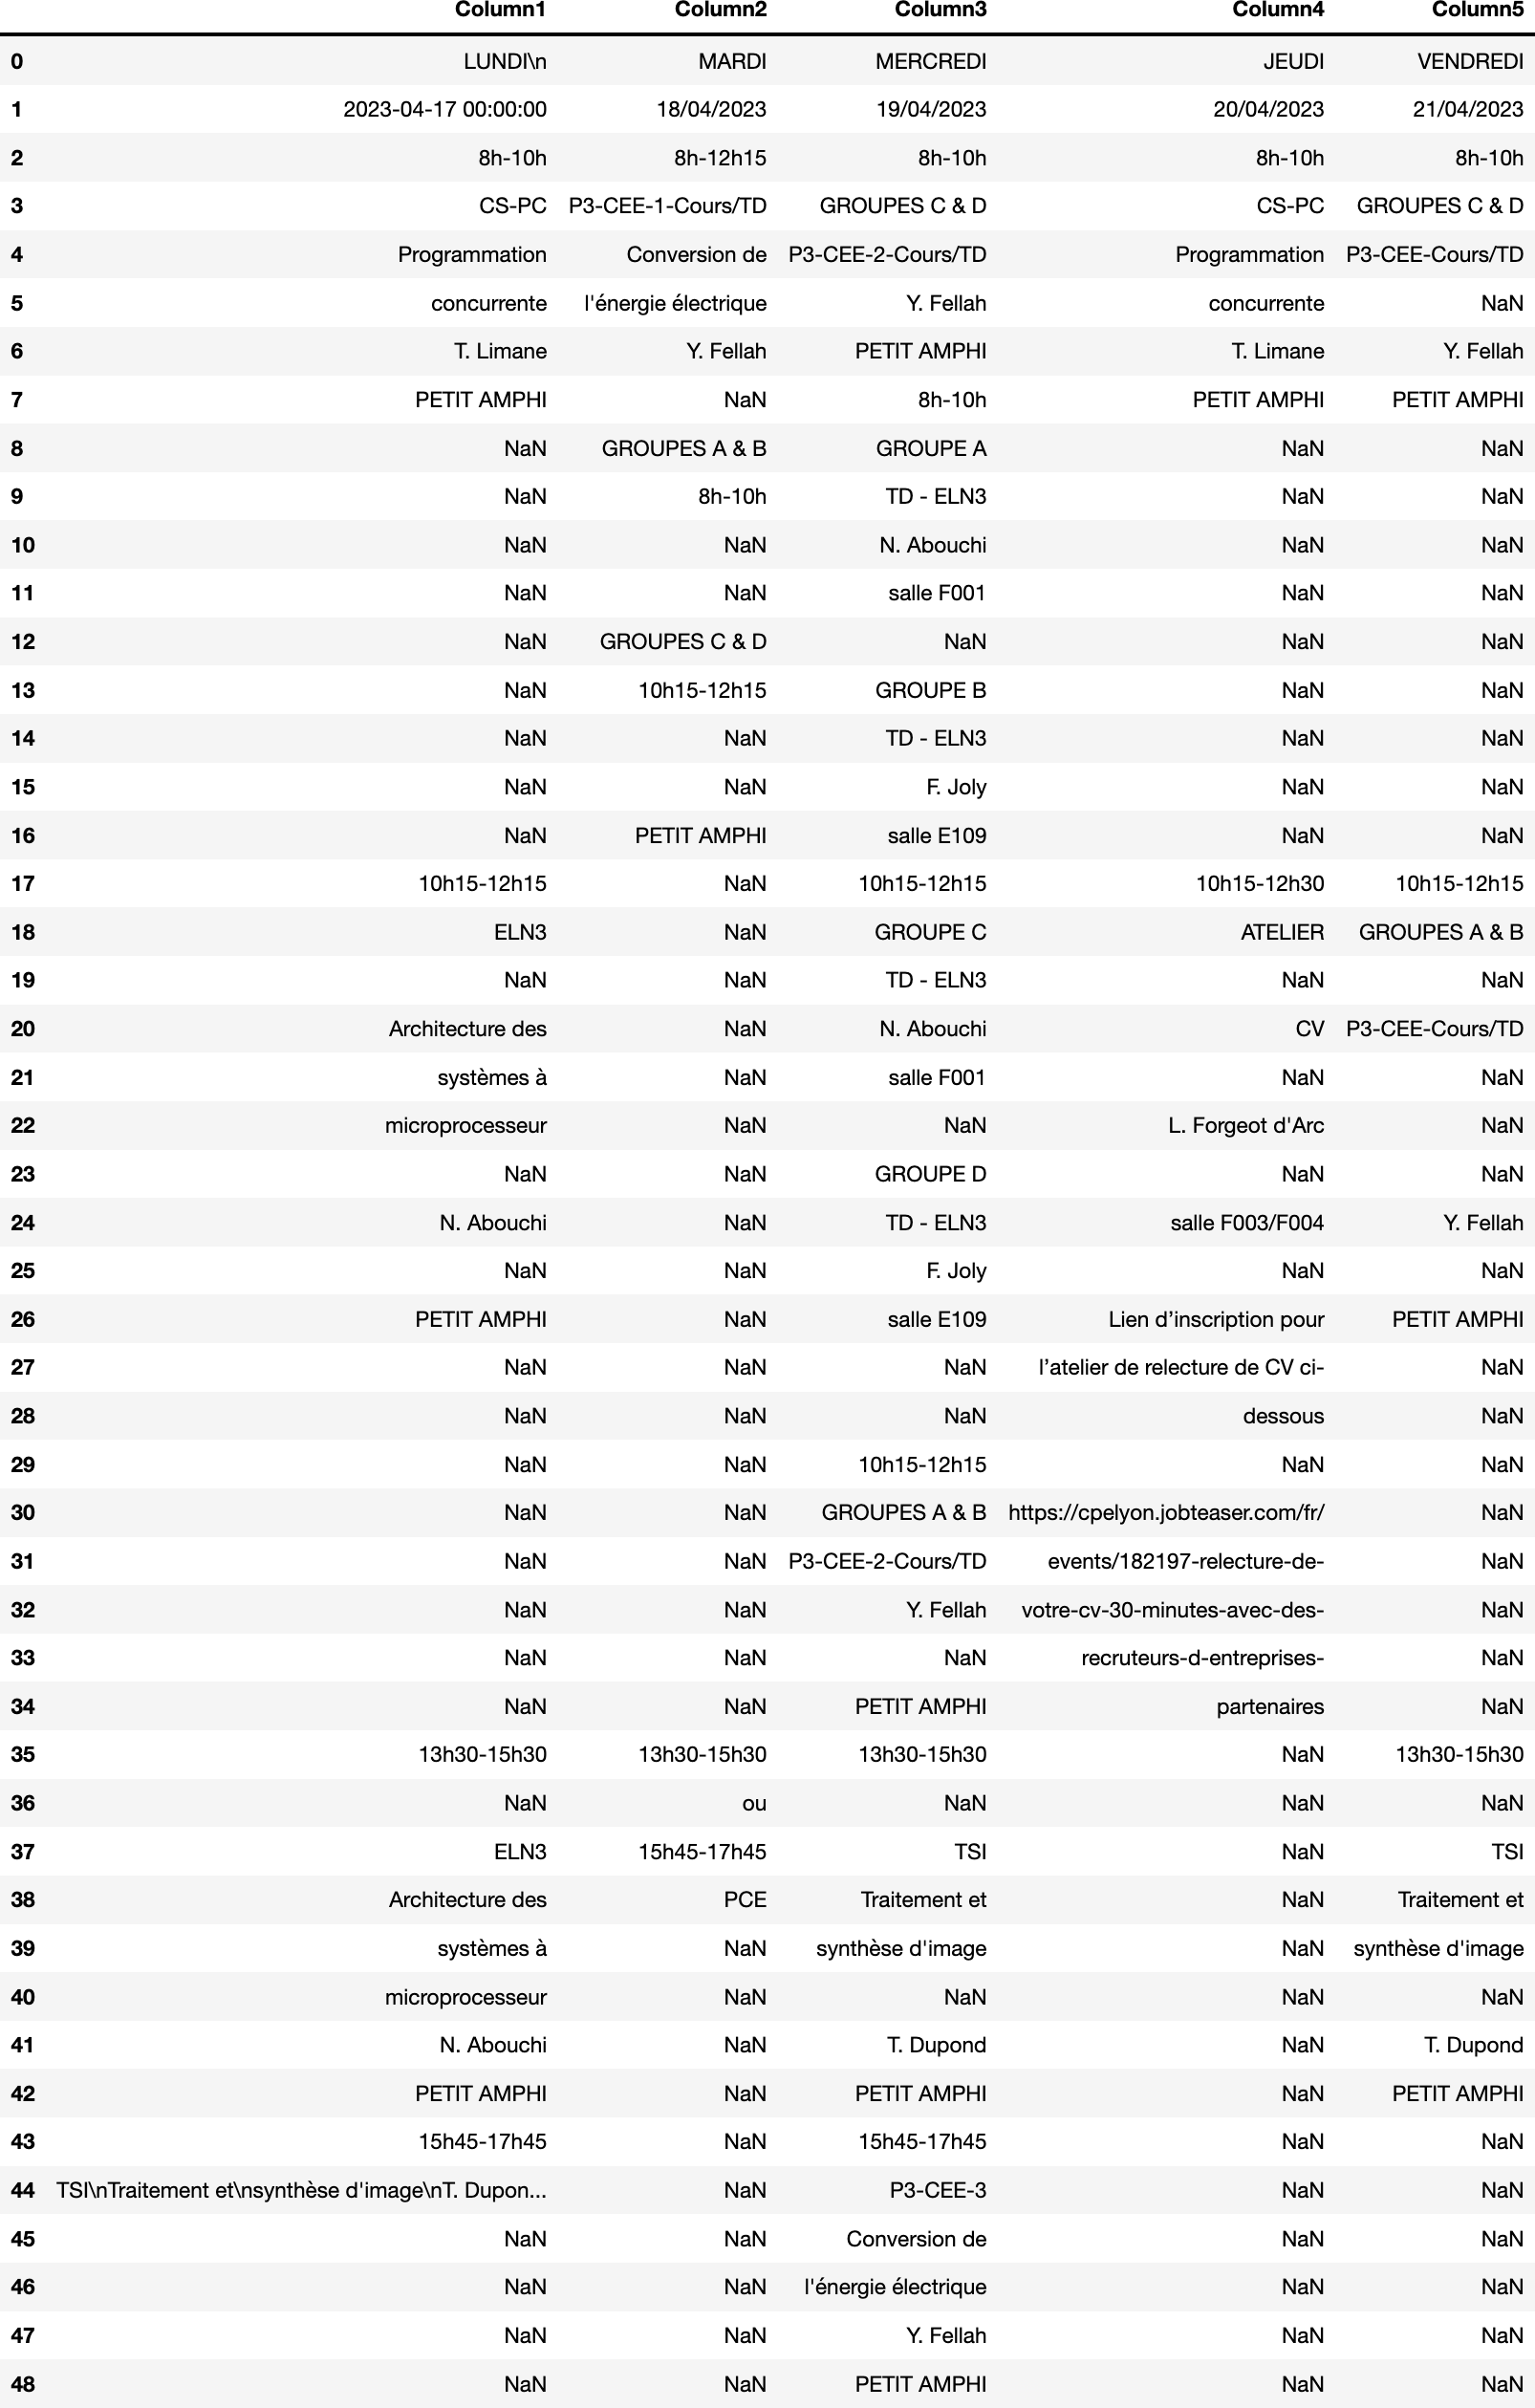 Column1 Column2 Column3 Column4 Column5
0 LUNDI\n MARDI MERCREDI JEUDI VENDREDI
1 2023-04-17 00:00:00 18/04/2023 19/04/2023 20/04/2023 21/04/2023
2 8h-10h 8h-12h15 8h-10h 8h-10h 8h-10h
3 CS-PC P3-CEE-1-Cours/TD GROUPES C & D CS-PC GROUPES C & D
4 Programmation Conversion de P3-CEE-2-Cours/TD Programmation P3-CEE-Cours/TD
5 concurrente l'énergie électrique Y. Fellah concurrente NaN
6 T. Limane Y. Fellah PETIT AMPHI T. Limane Y. Fellah
7 PETIT AMPHI NaN 8h-10h PETIT AMPHI PETIT AMPHI
8 NaN GROUPES A & B GROUPE A NaN NaN
9 NaN 8h-10h TD - ELN3 NaN NaN
10 NaN NaN N. Abouchi NaN NaN
11 NaN NaN salle F001 NaN NaN
12 NaN GROUPES C & D NaN NaN NaN
13 NaN 10h15-12h15 GROUPE B NaN NaN
14 NaN NaN TD - ELN3 NaN NaN
15 NaN NaN F. Joly NaN NaN
16 NaN PETIT AMPHI salle E109 NaN NaN
17 10h15-12h15 NaN 10h15-12h15 10h15-12h30 10h15-12h15
18 ELN3 NaN GROUPE C ATELIER GROUPES A & B
19 NaN NaN TD - ELN3 NaN NaN
20 Architecture des NaN N. Abouchi CV P3-CEE-Cours/TD
21 systèmes à NaN salle F001 NaN NaN
22 microprocesseur NaN NaN L. Forgeot d'Arc NaN
23 NaN NaN GROUPE D NaN NaN
24 N. Abouchi NaN TD - ELN3 salle F003/F004 Y. Fellah
25 NaN NaN F. Joly NaN NaN
26 PETIT AMPHI NaN salle E109 Lien d’inscription pour PETIT AMPHI
27 NaN NaN NaN l’atelier de relecture de CV ci- NaN
28 NaN NaN NaN dessous NaN
29 NaN NaN 10h15-12h15 NaN NaN
30 NaN NaN GROUPES A & B https://cpelyon.jobteaser.com/fr/ NaN
31 NaN NaN P3-CEE-2-Cours/TD events/182197-relecture-de- NaN
32 NaN NaN Y. Fellah votre-cv-30-minutes-avec-des- NaN
33 NaN NaN NaN recruteurs-d-entreprises- NaN
34 NaN NaN PETIT AMPHI partenaires NaN
35 13h30-15h30 13h30-15h30 13h30-15h30 NaN 13h30-15h30
36 NaN ou NaN NaN NaN
37 ELN3 15h45-17h45 TSI NaN TSI
38 Architecture des PCE Traitement et NaN Traitement et
39 systèmes à NaN synthèse d'image NaN synthèse d'image
40 microprocesseur NaN NaN NaN NaN
41 N. Abouchi NaN T. Dupond NaN T. Dupond
42 PETIT AMPHI NaN PETIT AMPHI NaN PETIT AMPHI
43 15h45-17h45 NaN 15h45-17h45 NaN NaN
44 TSI\nTraitement et\nsynthèse d'image\nT. Dupon... NaN P3-CEE-3 NaN NaN
45 NaN NaN Conversion de NaN NaN
46 NaN NaN l'énergie électrique NaN NaN
47 NaN NaN Y. Fellah NaN NaN
48 NaN NaN PETIT AMPHI NaN NaN